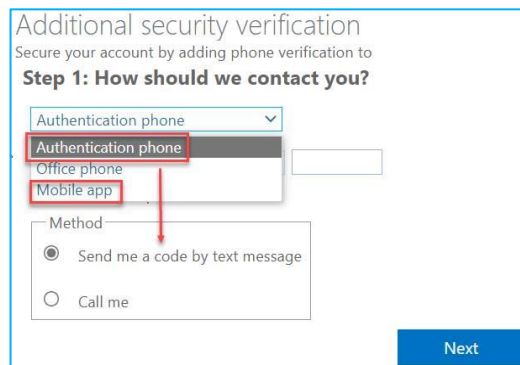 Additional security verification
Secure your account by adding phone verification to
Step 1: How should we contact you?
Authentication phone
Authentication phone
Office phone
Mobile app
Method
Send me a code by text message
Call me
Next